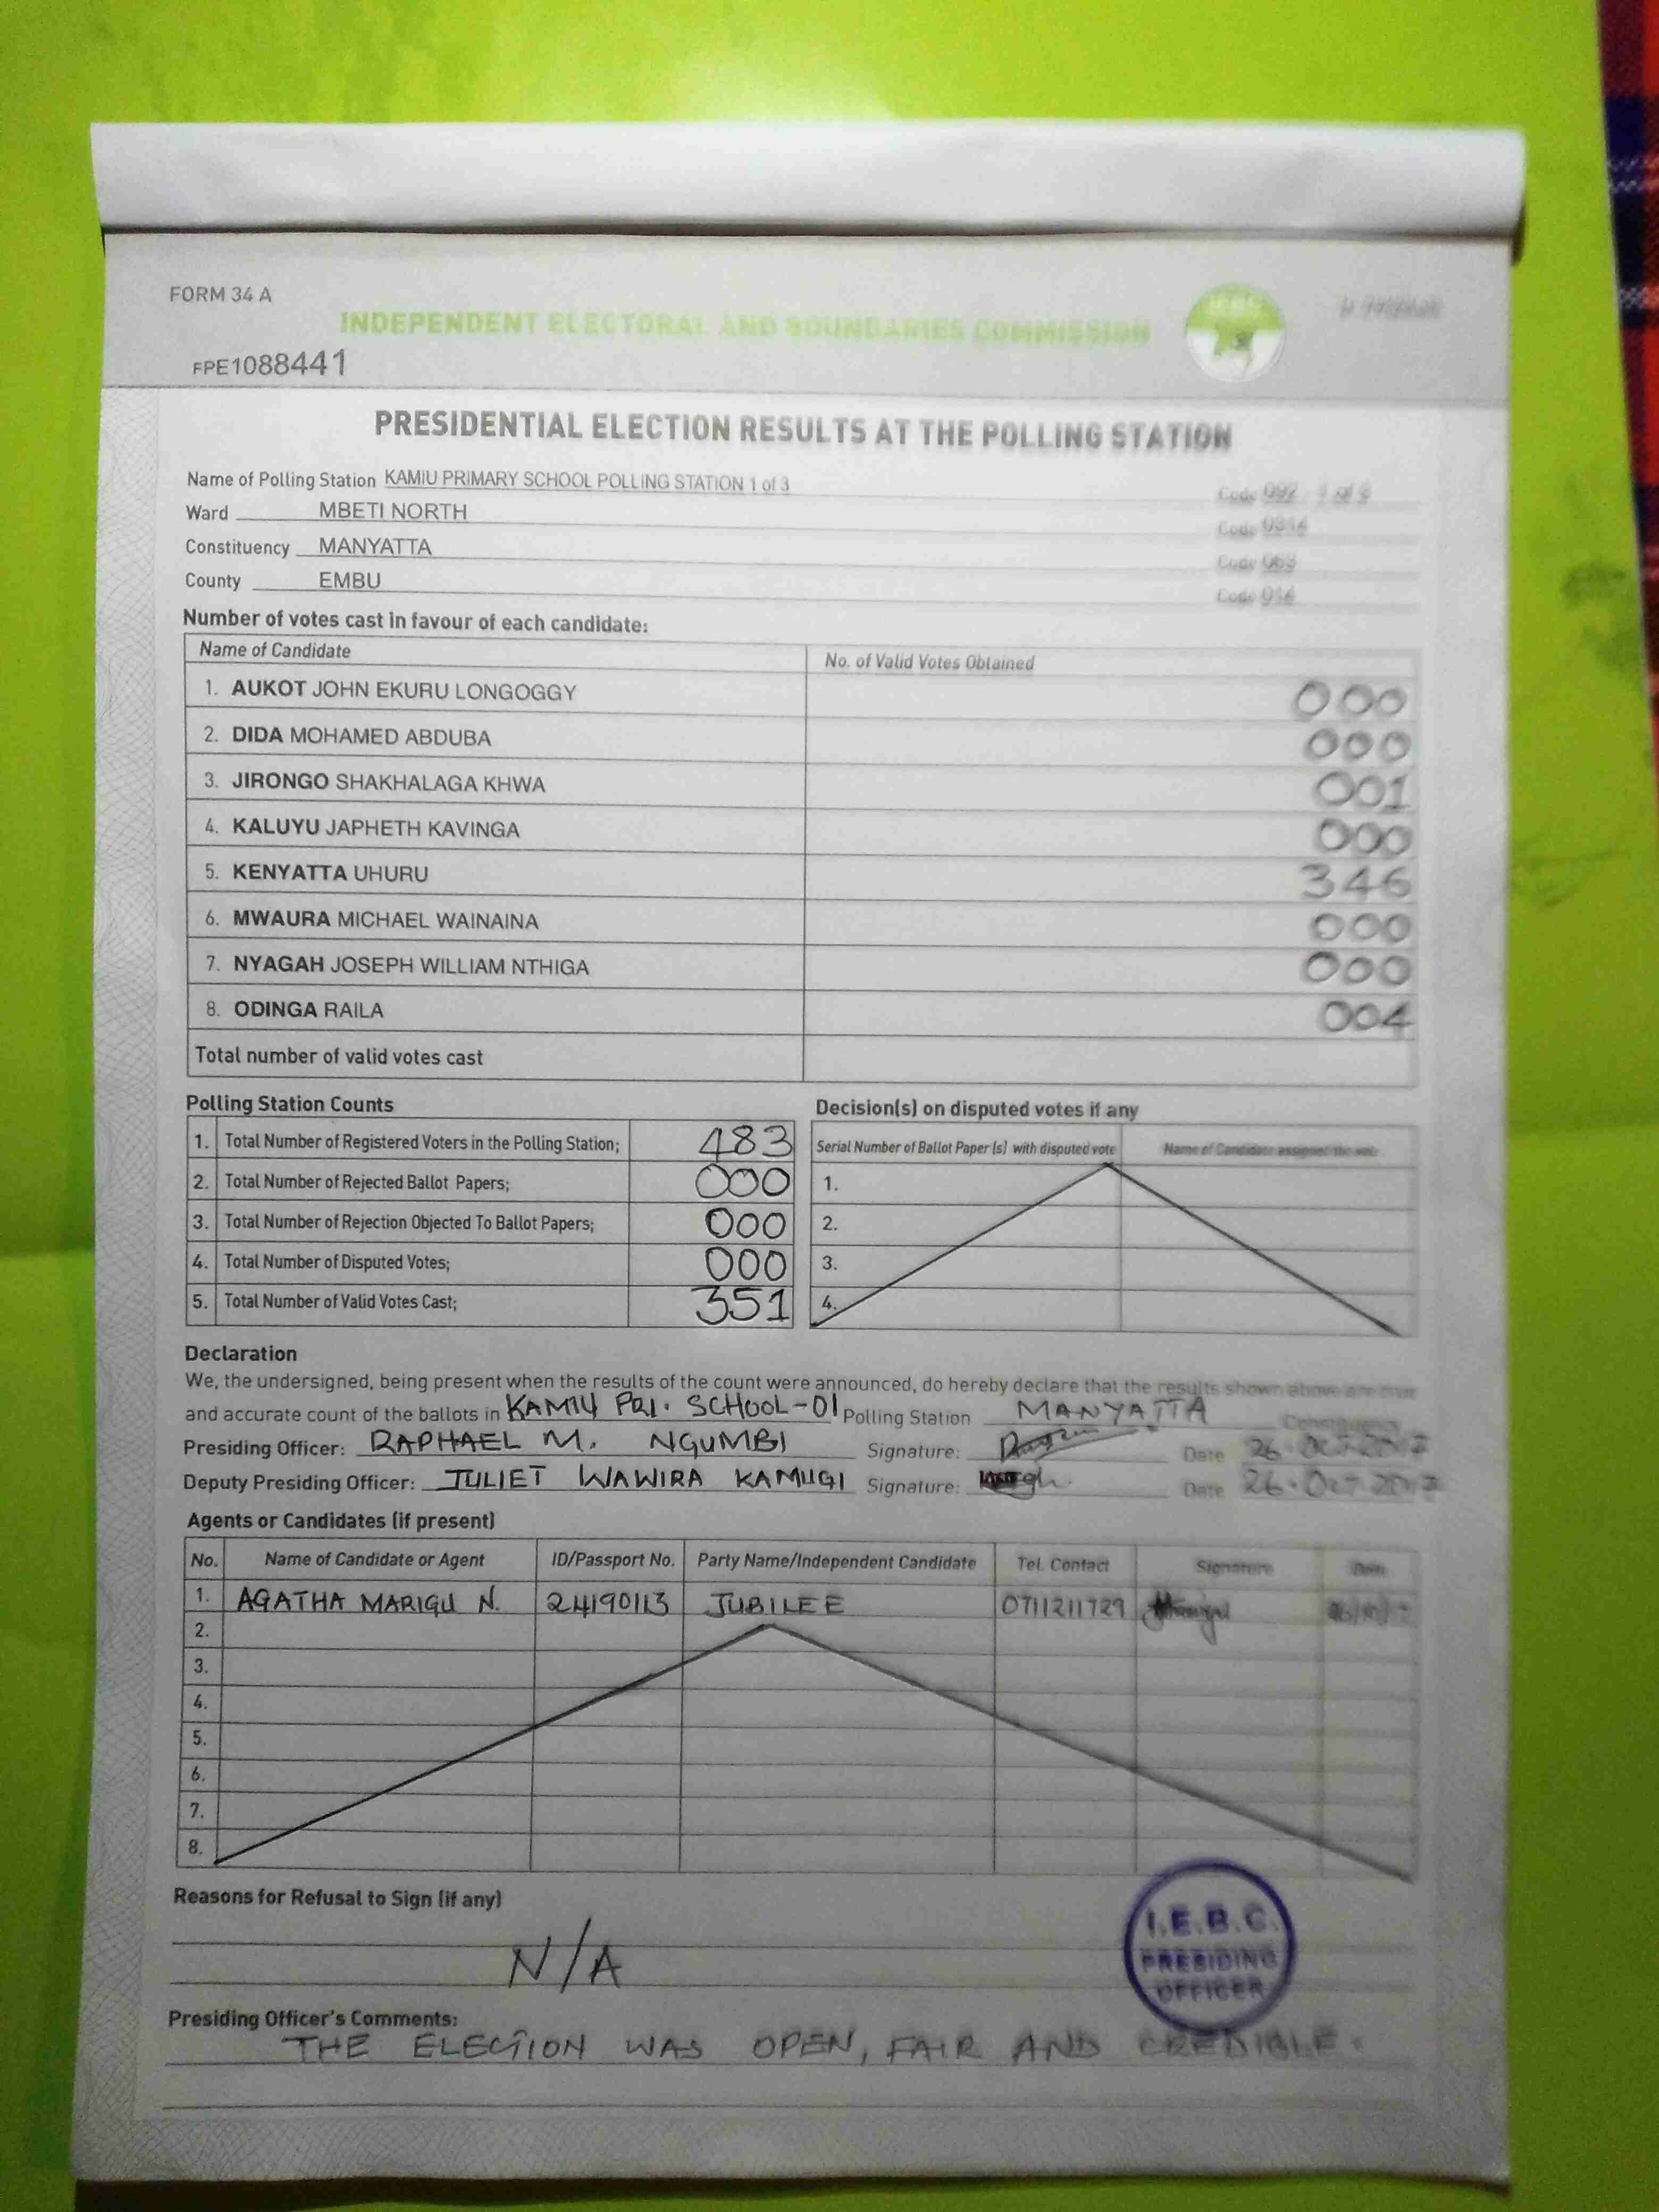 FORM 34 A
INDEPENDENT ELECTORAL AND BOUNDARIES COMMISSION
FPE1088441
PRESIDENTIAL ELECTION RESULTS AT THE POLLING STATION
Name of Polling Station KAMIU PRIMARY SCHOOL POLLING STATION 1 of 3 Code 092 1 of 3
Ward MBETI NORTH Code 0314
Constituency MANYATTA Code 063
County EMBU Code 014
Number of votes cast in favour of each candidate:
Name of Candidate No. of Valid Votes Obtained
1. AUKOT JOHN EKURU LONGOGGY 000
2. DIDA MOHAMED ABDUBA 000
3. JIRONGO SHAKHALAGA KHWA 001
4. KALUYU JAPHETH KAVINGA 000
5. KENYATTA UHURU 346
6. MWAURA MICHAEL WAINAINA 000
7. NYAGAH JOSEPH WILLIAM NTHIGA 000
8. ODINGA RAILA 004
Total number of valid votes cast
Polling Station Counts
1. Total Number of Registered Voters in the Polling Station; 483
2. Total Number of Rejected Ballot Papers; 000
3. Total Number of Rejection Objected To Ballot Papers; 000
4. Total Number of Disputed Votes; 000
5. Total Number of Valid Votes Cast; 351
Decision(s) on disputed votes if any
Serial Number of Ballot Paper (s) with disputed vote Name of Candidate assigned the vote
1.
2.
3.
4.
Declaration
We, the undersigned, being present when the results of the count were announced, do hereby declare that the results shown above are true
and accurate count of the ballots in KAMIU PRI. SCHOOL-01 Polling Station MANYATTA Constituency
Presiding Officer: RAPHAEL M. NGUMBI Signature: Date 26.OCT.2017
Deputy Presiding Officer: JULIET WAWIRA KAMUGI Signature: Date 26.OCT.2017
Agents or Candidates (if present)
No. Name of Candidate or Agent ID/Passport No. Party Name/Independent Candidate Tel. Contact Signature Date
1. AGATHA MARIGU N. 24190113 JUBILEE 0711211729
2.
3.
4.
5.
6.
7.
8.
Reasons for Refusal to Sign (if any)
N/A
I.E.B.C.
PRESIDING
OFFICER
Presiding Officer's Comments:
THE ELECTION WAS OPEN, FAIR AND CREDIBLE.